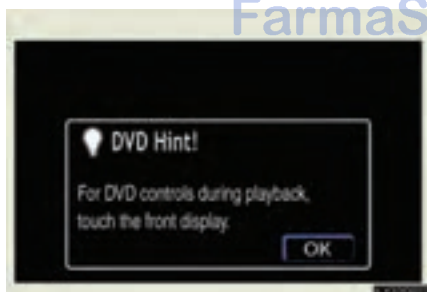 FarmaS
DVD Hint!
For DVD controls during playback,
touch the front display.
OK